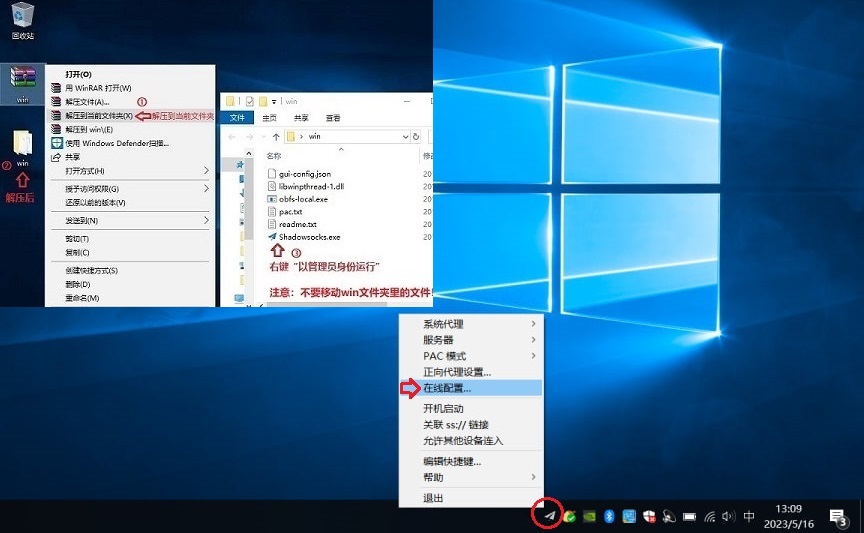 回收站
win
打开(O)
用 WinRAR 打开(W)
解压文件(A)... ①
解压到当前文件夹(X) 解压到当前文件夹
解压到 win\(E)
使用 Windows Defender扫描...
共享
打开方式(H)
授予访问权限(G)
还原以前的版本(V)
发送到(N)
剪切(T)
复制(C)
创建快捷方式(S)
删除(D)
重命名(M)
win
②
解压后
win
文件 主页 共享 查看
win
名称 修
gui-config.json 20
libwinpthread-1.dll 20
obfs-local.exe 20
pac.txt 20
readme.txt 20
Shadowsocks.exe 20
③
右键“以管理员身份运行”
注意：不要移动win文件夹里的文件！
系统代理
服务器
PAC 模式
正向代理设置...
在线配置...
开机启动
关联 ss:// 链接
允许其他设备连入
编辑快捷键...
帮助
退出
中
13:09
2023/5/16
3